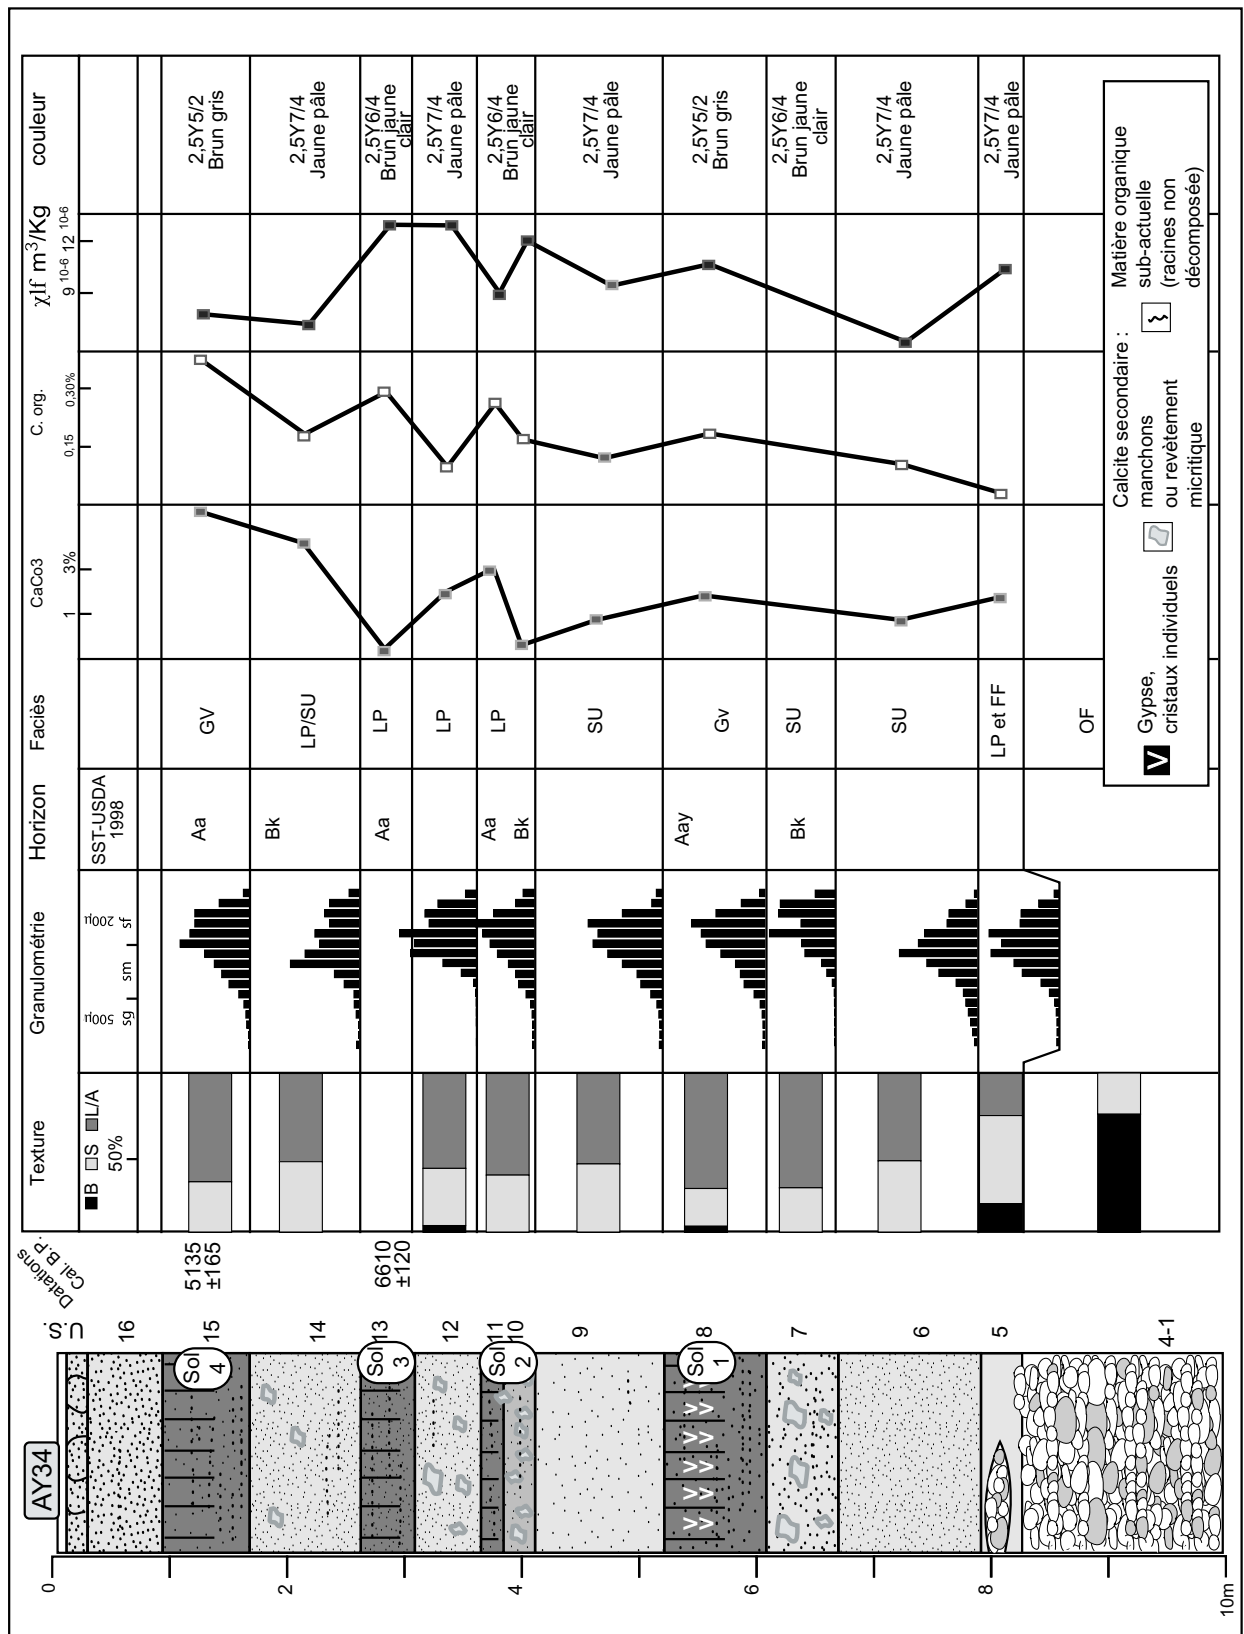 AY34
U.S.
Datations
Cal. B.P.
Texture
Granulométrie
Horizon
Faciès
CaCo3
C. org.
χlf m³/Kg
couleur
B S L/A
50%
500µ 200µ
sg sm sf
SST-USDA
1998
1 3%
0,15 0,30%
9 10-6 12 10-6
16
Sol
4
15
5135
±165
Aa
GV
2,5Y5/2
Brun gris
14
Bk
LP/SU
2,5Y7/4
Jaune pâle
Sol
3
13
6610
±120
Aa
LP
2,5Y6/4
Brun jaune
clair
12
LP
2,5Y7/4
Jaune pâle
Sol
2
11
10
Aa
Bk
LP
2,5Y6/4
Brun jaune
clair
9
SU
2,5Y7/4
Jaune pâle
Sol
1
8
V V V V V
V V V V V
Aay
Gv
2,5Y5/2
Brun gris
7
Bk
SU
2,5Y6/4
Brun jaune
clair
6
SU
2,5Y7/4
Jaune pâle
5
LP et FF
2,5Y7/4
Jaune pâle
4-1
OF
0
2
4
6
8
10m
V
Gypse,
cristaux individuels
Calcite secondaire :
manchons
ou revètement
micritique
Matière organique
sub-actuelle
(racines non
décomposée)